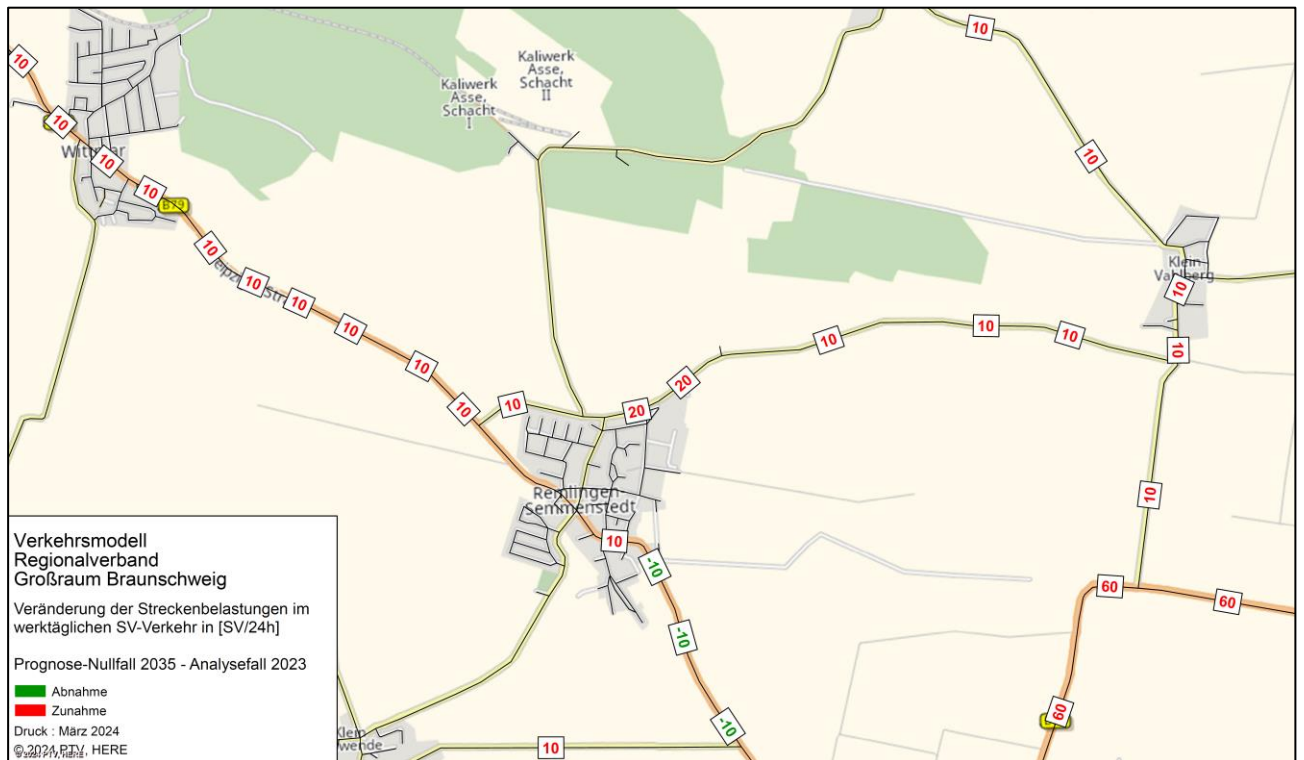 10
10
10
Kaliwerk
Asse,
Schacht
II
Kaliwerk
Asse,
Schacht
I
10
10
10
B79
10
10
10
10
10
10
10
20
20
10
10
10
Klein
Vahlberg
10
10
10
Remlingen-
Semmenstedt
10
-10
-10
-10
10
60
60
60
Klein
Verkehrsmodell
Regionalverband
Großraum Braunschweig
Veränderung der Streckenbelastungen im
werktäglichen SV-Verkehr in [SV/24h]
Prognose-Nullfall 2035 - Analysefall 2023
Abnahme
Zunahme
Druck : März 2024
© 2024 PTV, HERE